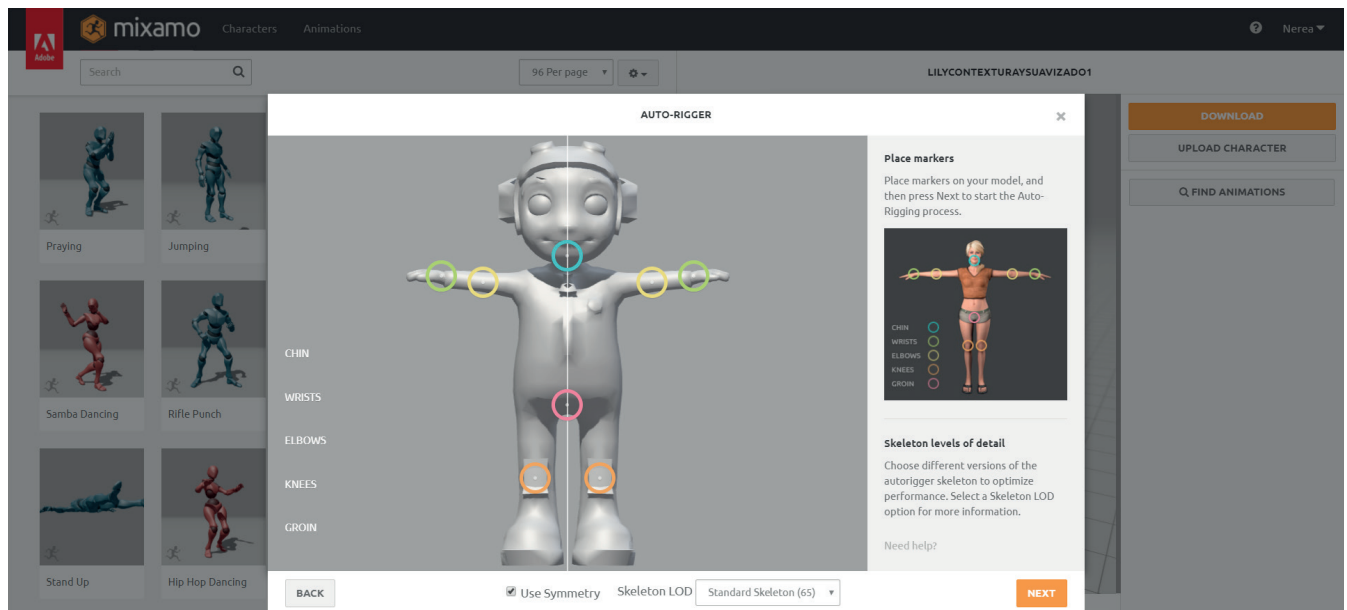 Adobe
mixamo
Characters
Animations
Nerea
Search
96 Per page
LILYCONTEXTURAYSUAVIZADO1
AUTO-RIGGER
DOWNLOAD
UPLOAD CHARACTER
FIND ANIMATIONS
Praying
Jumping
Samba Dancing
Rifle Punch
Stand Up
Hip Hop Dancing
CHIN
WRISTS
ELBOWS
KNEES
GROIN
Place markers
Place markers on your model, and
then press Next to start the Auto-
Rigging process.
CHIN
WRISTS
ELBOWS
KNEES
GROIN
Skeleton levels of detail
Choose different versions of the
autorigger skeleton to optimize
performance. Select a Skeleton LOD
option for more information.
Need help?
BACK
Use Symmetry
Skeleton LOD
Standard Skeleton (65)
NEXT